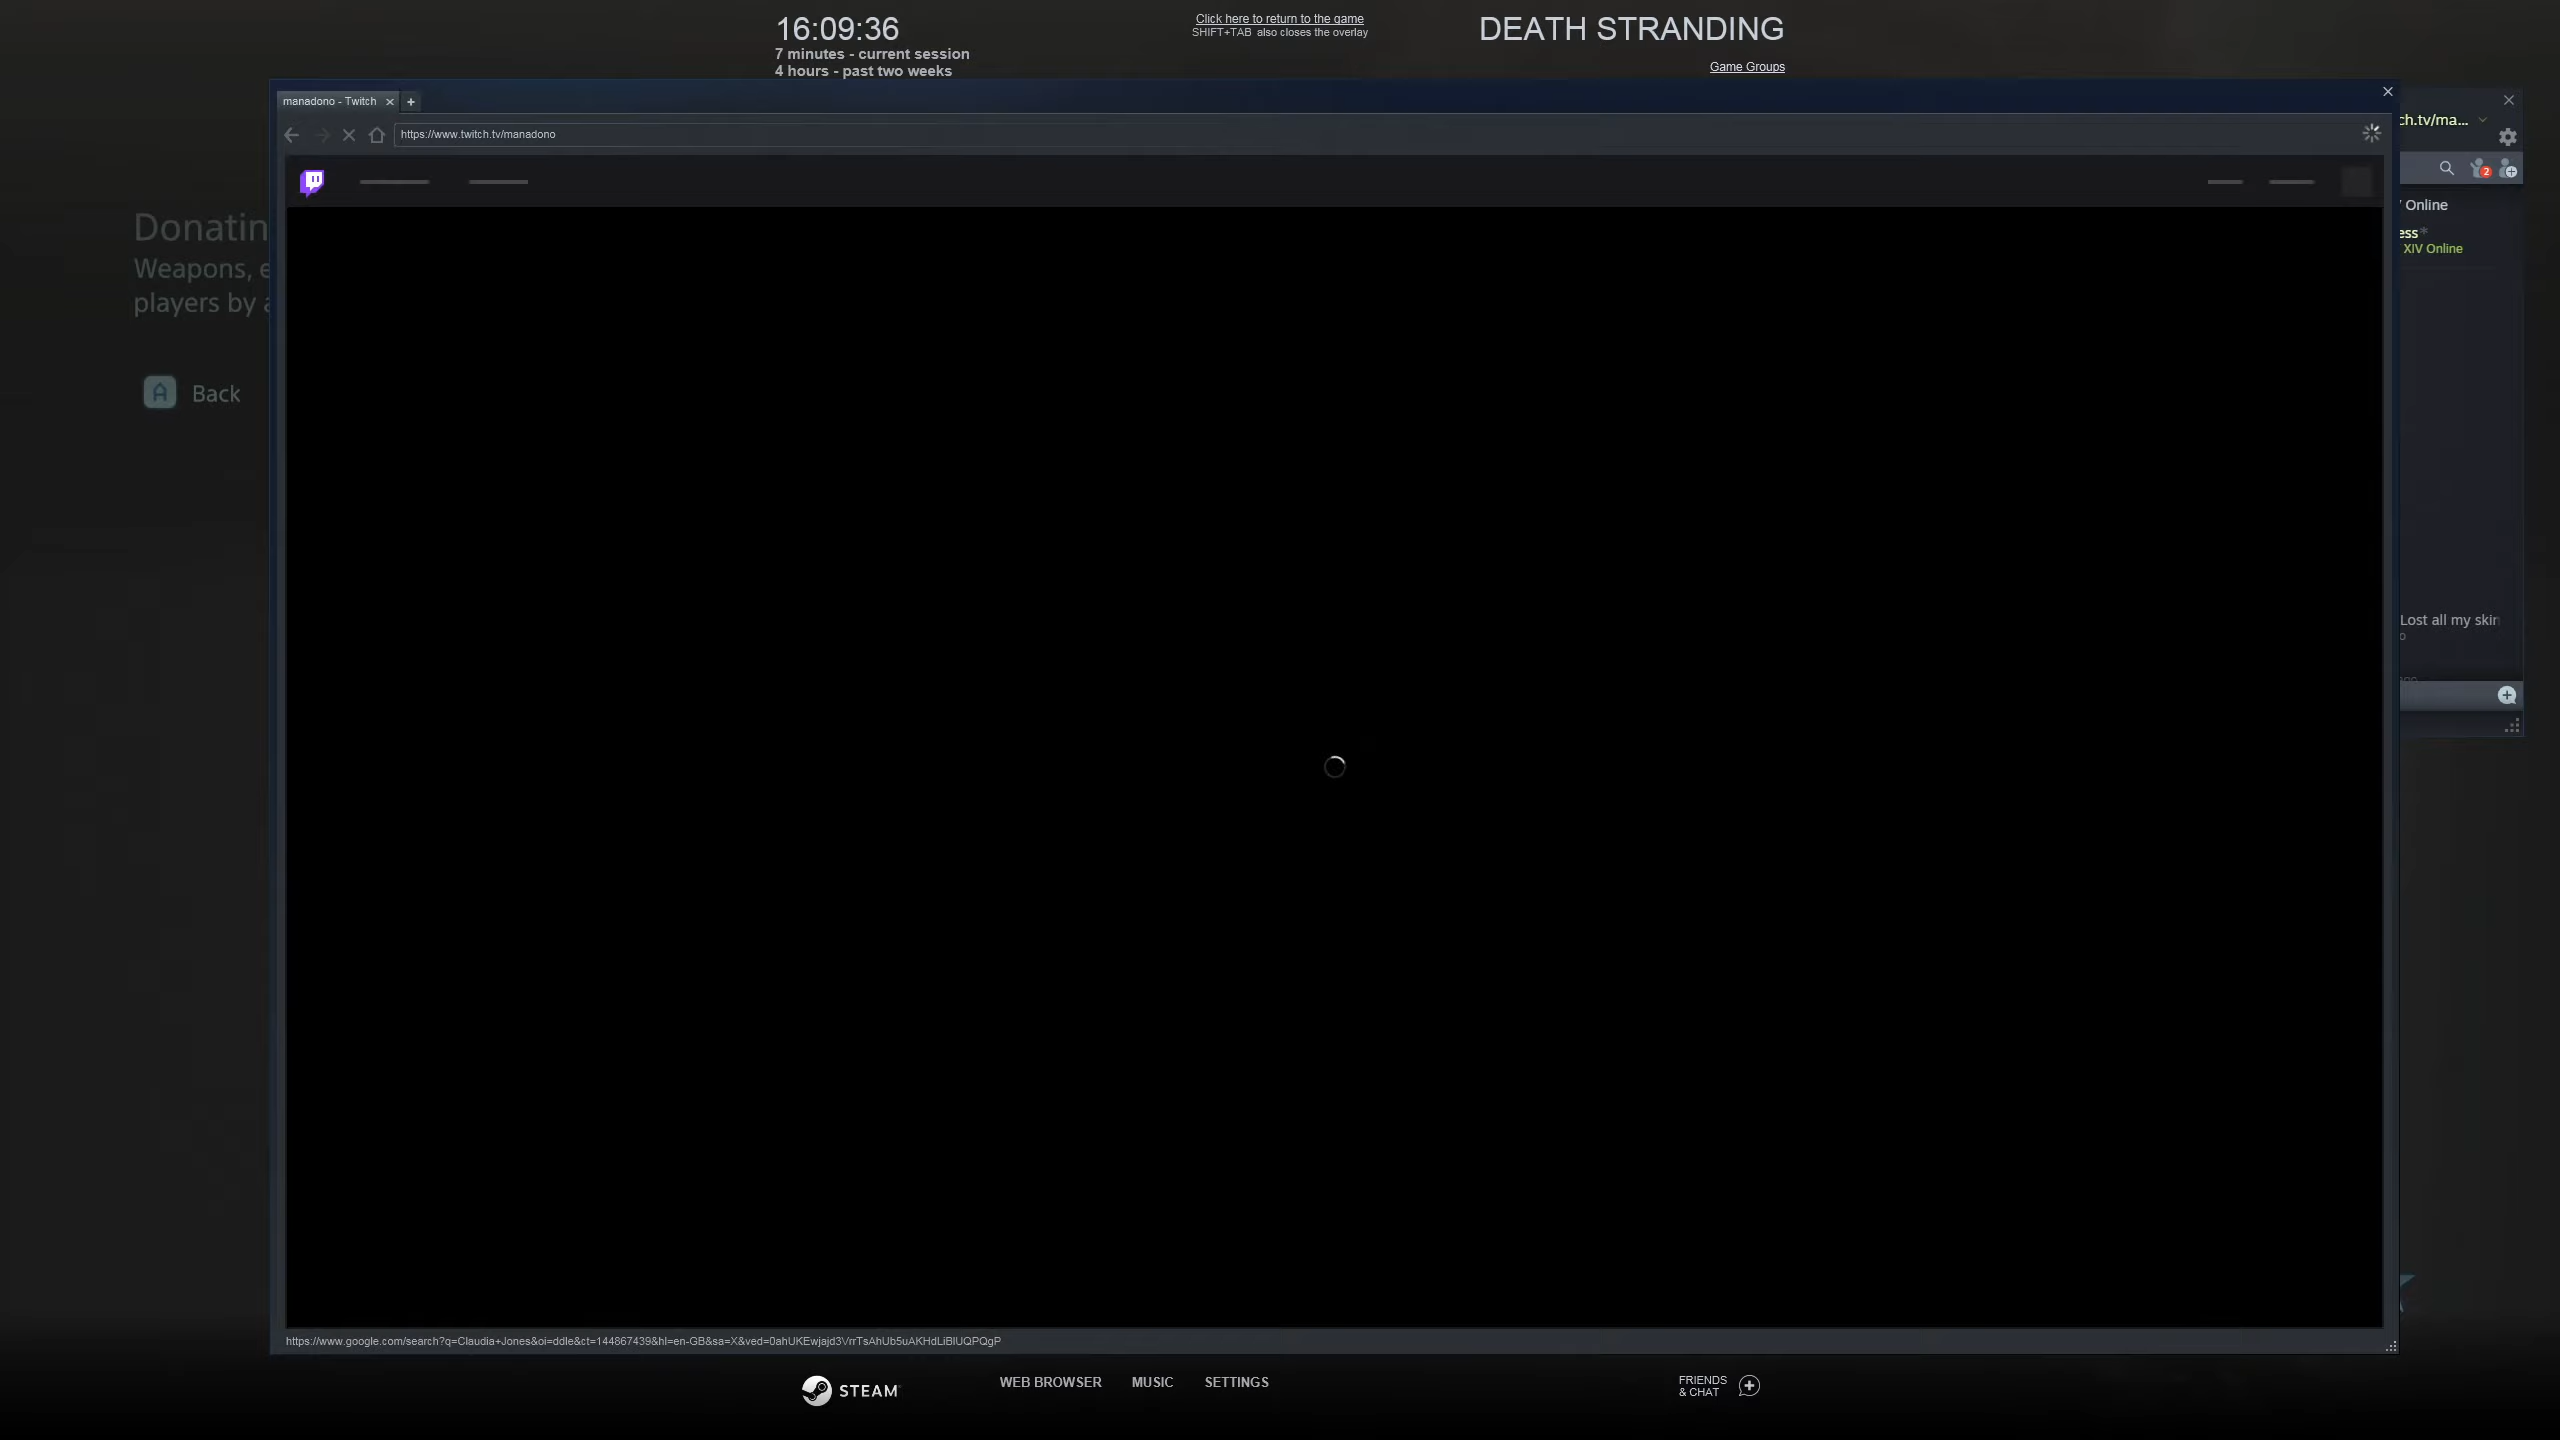 16:09:36
7 minutes - current session
4 hours - past two weeks
Click here to return to the game
SHIFT+TAB also closes the overlay
DEATH STRANDING
Game Groups
manadono - Twitch
https://www.twitch.tv/manadono
ch.tv/ma...
2
Online
ess*
XIV Online
Donatin
Weapons, e
players by a
A Back
Lost all my skin
https://www.google.com/search?q=Claudia+Jones&oi=ddle&ct=144867439&hl=en-GB&sa=X&ved=0ahUKEwjajd3VrrTsAhUb5uAKHdLiBlUQPQgP
STEAM
WEB BROWSER
MUSIC
SETTINGS
FRIENDS
& CHAT